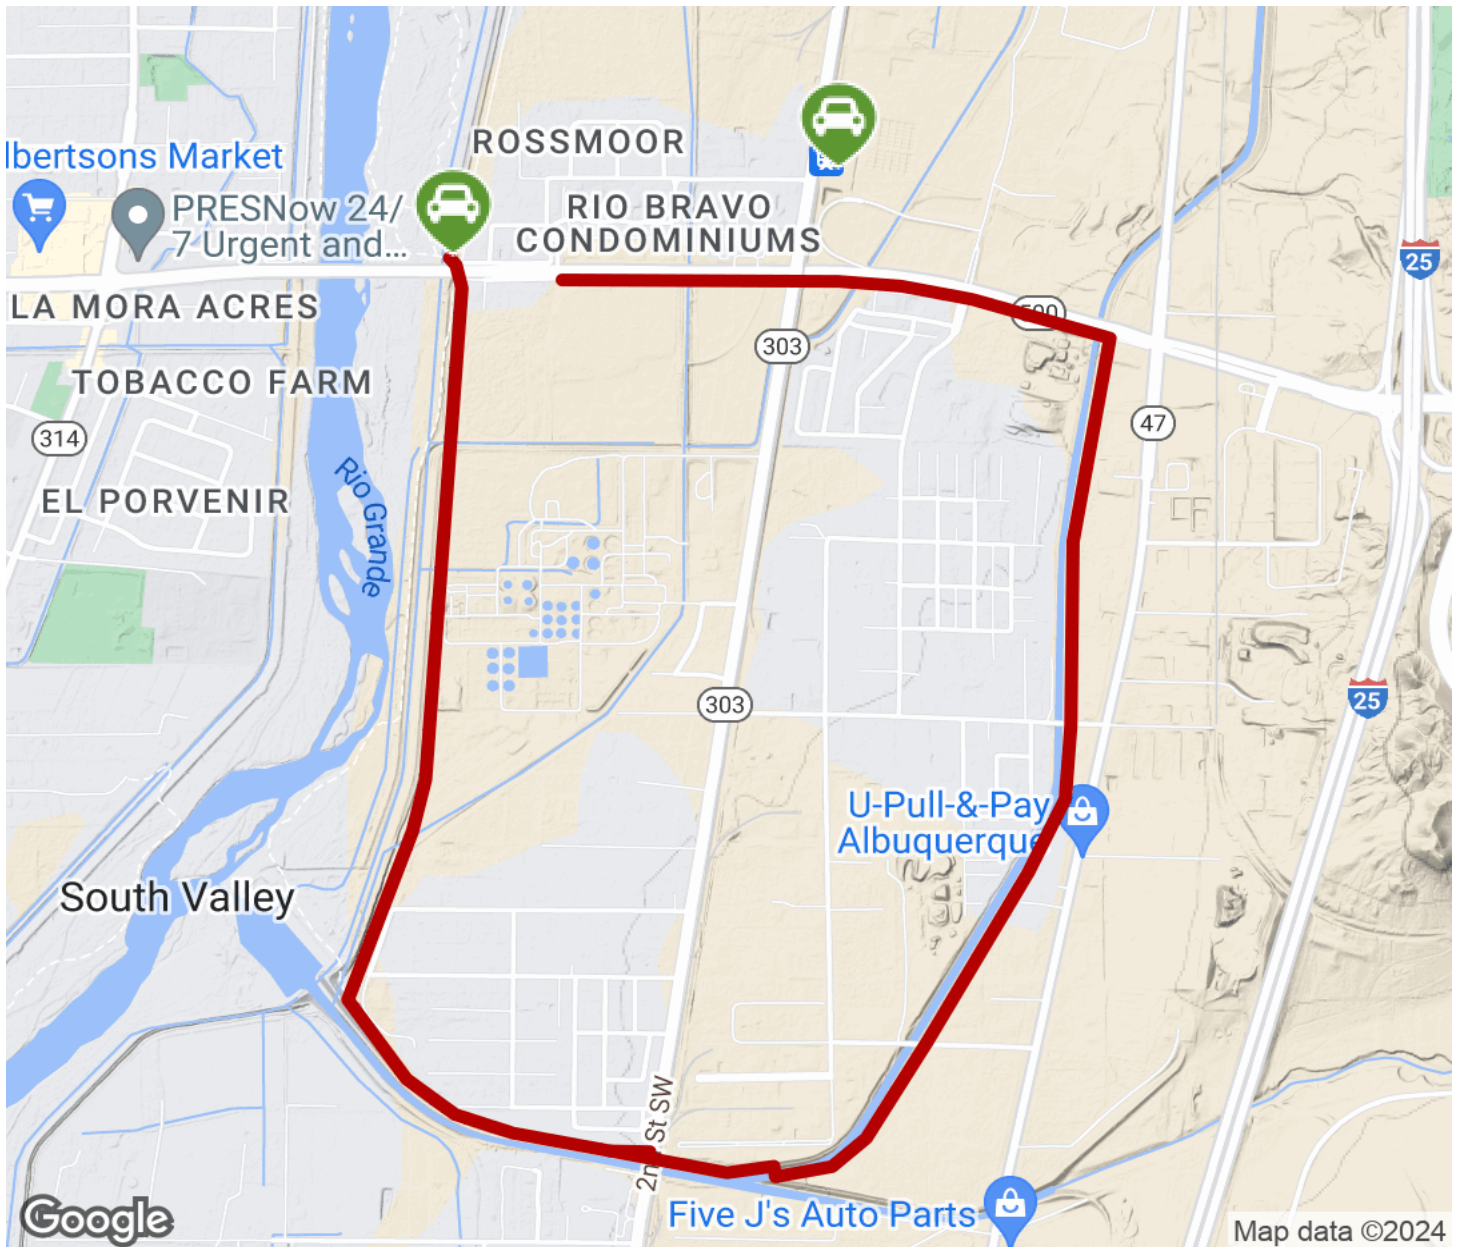 ROSSMOOR
lbertsons Market
PRESNow 24/
7 Urgent and...
RIO BRAVO
CONDOMINIUMS
25
LA MORA ACRES
303
TOBACCO FARM
47
314
Rio Grande
EL PORVENIR
303
25
U-Pull-&-Pay
Albuquerque
South Valley
2nd St SW
Five J's Auto Parts
Google
Map data ©2024